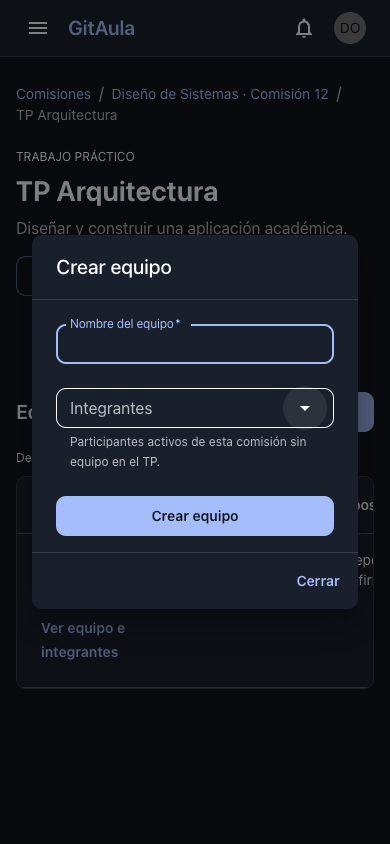 GitAula
DO
Comisiones / Diseño de Sistemas · Comisión 12 /
TP Arquitectura
TRABAJO PRÁCTICO
TP Arquitectura
Diseñar y construir una aplicación académica.
Crear equipo
Nombre del equipo *
Integrantes
Participantes activos de esta comisión sin
equipo en el TP.
Crear equipo
Cerrar
Ver equipo e
integrantes